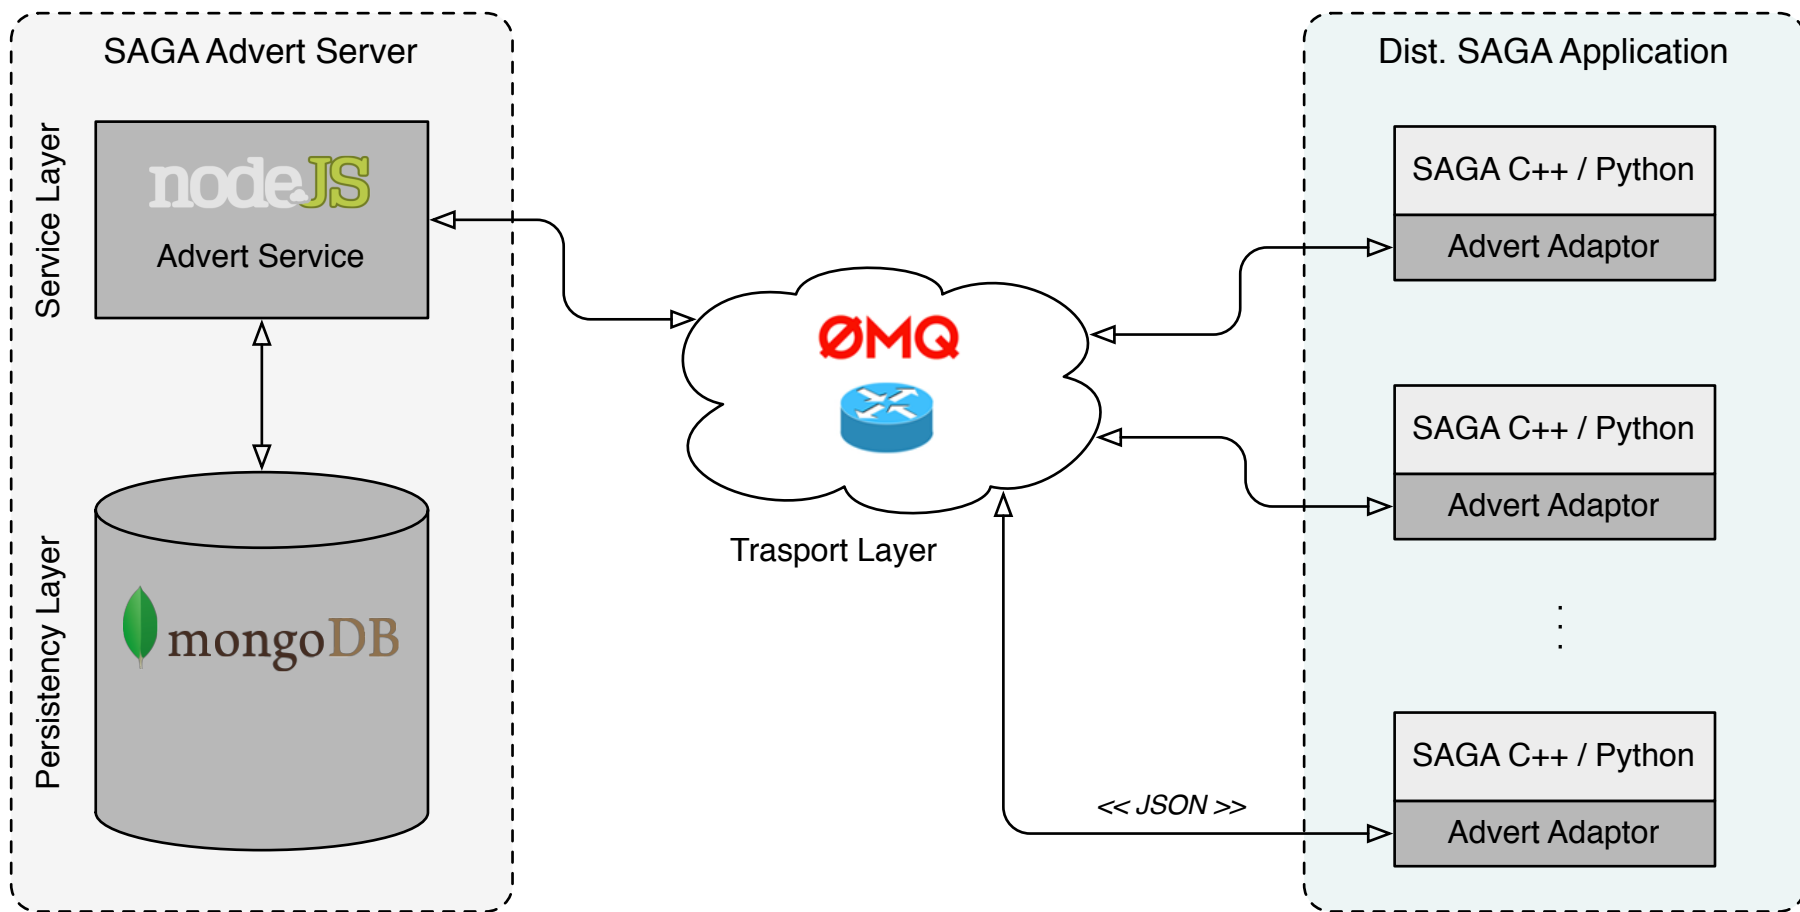 SAGA Advert Server
Service Layer
nodeJS
Advert Service
Persistency Layer
mongoDB
ØMQ
Trasport Layer
<< JSON >>
Dist. SAGA Application
SAGA C++ / Python
Advert Adaptor
SAGA C++ / Python
Advert Adaptor
SAGA C++ / Python
Advert Adaptor